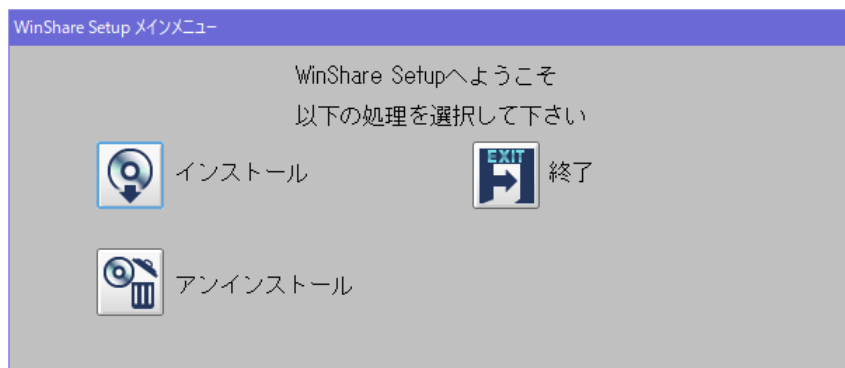 WinShare Setup メインメニュー
WinShare Setupへようこそ
以下の処理を選択して下さい
インストール
EXIT
終了
アンインストール